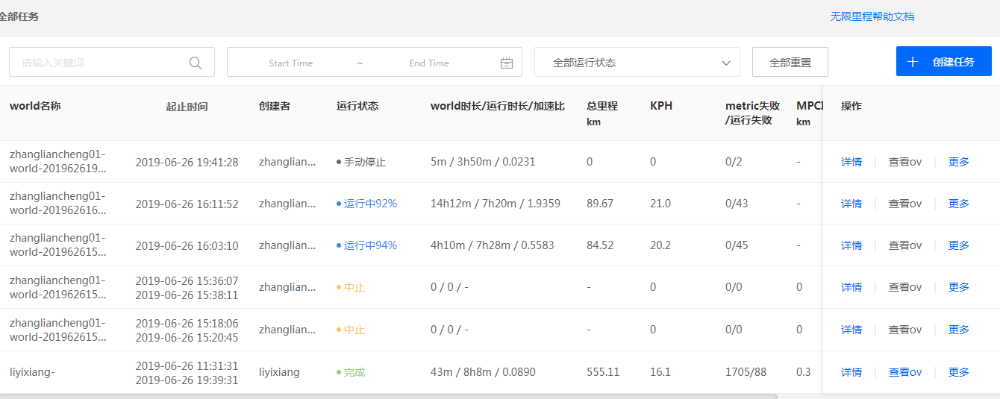 全部任务 无限里程帮助文档
请输入关键词 Start Time ~ End Time 全部运行状态 全部重置 创建任务
world名称 起止时间 创建者 运行状态 world时长/运行时长/加速比 总里程 KPH metric失败 MPCI 操作
km /运行失败 km
zhangliancheng01-
world-201962619... 2019-06-26 19:41:28 zhanglian... 手动停止 5m / 3h50m / 0.0231 0 0 0/2 - 详情 查看ov 更多
zhangliancheng01-
world-201962616... 2019-06-26 16:11:52 zhanglian... 运行中92% 14h12m / 7h20m / 1.9359 89.67 21.0 0/43 - 详情 查看ov 更多
zhangliancheng01-
world-201962615... 2019-06-26 16:03:10 zhanglian... 运行中94% 4h10m / 7h28m / 0.5583 84.52 20.2 0/45 - 详情 查看ov 更多
zhangliancheng01- 2019-06-26 15:36:07
world-201962615... 2019-06-26 15:38:11 zhanglian... 中止 0 / 0 / - - 0 0/0 0 详情 查看ov 更多
zhangliancheng01- 2019-06-26 15:18:06
world-201962615... 2019-06-26 15:20:45 zhanglian... 中止 0 / 0 / - - 0 0/0 0 详情 查看ov 更多
liyixiang- 2019-06-26 11:31:31
2019-06-26 19:39:31 liyixiang 完成 43m / 8h8m / 0.0890 555.11 16.1 1705/88 0.3 详情 查看ov 更多